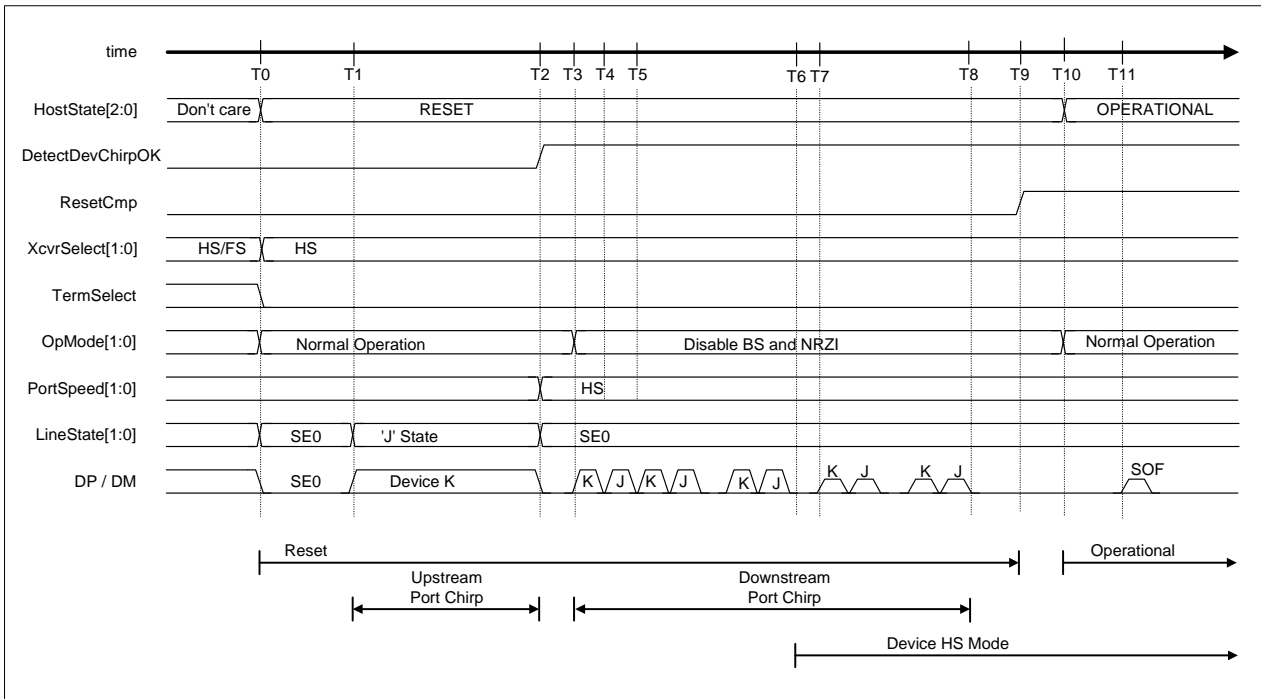 time
T0 T1 T2 T3 T4 T5 T6 T7 T8 T9 T10 T11
HostState[2:0] Don't care RESET OPERATIONAL
DetectDevChirpOK
ResetCmp
XcvrSelect[1:0] HS/FS HS
TermSelect
OpMode[1:0] Normal Operation Disable BS and NRZI Normal Operation
PortSpeed[1:0] HS
LineState[1:0] SE0 'J' State SE0
DP / DM SE0 Device K K J K J K J K J K J SOF
Reset Operational
Upstream
Port Chirp
Downstream
Port Chirp
Device HS Mode